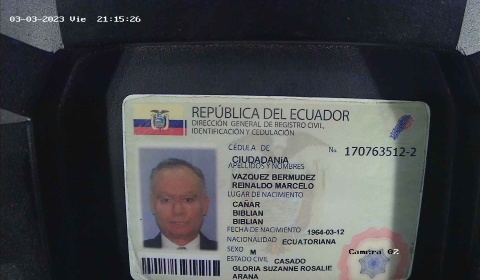 03-03-2023 Vie 21:15:26
REPÚBLICA DEL ECUADOR
DIRECCIÓN GENERAL DE REGISTRO CIVIL,
IDENTIFICACIÓN Y CEDULACIÓN
CÉDULA DE No. 170763512-2
CIUDADANIA
APELLIDOS Y NOMBRES
VAZQUEZ BERMUDEZ
REINALDO MARCELO
LUGAR DE NACIMIENTO
CAÑAR
BIBLIAN
BIBLIAN
FECHA DE NACIMIENTO 1964-03-12
NACIONALIDAD ECUATORIANA
SEXO M
ESTADO CIVIL CASADO
GLORIA SUZANNE ROSALIE
ARANA
Camera 02